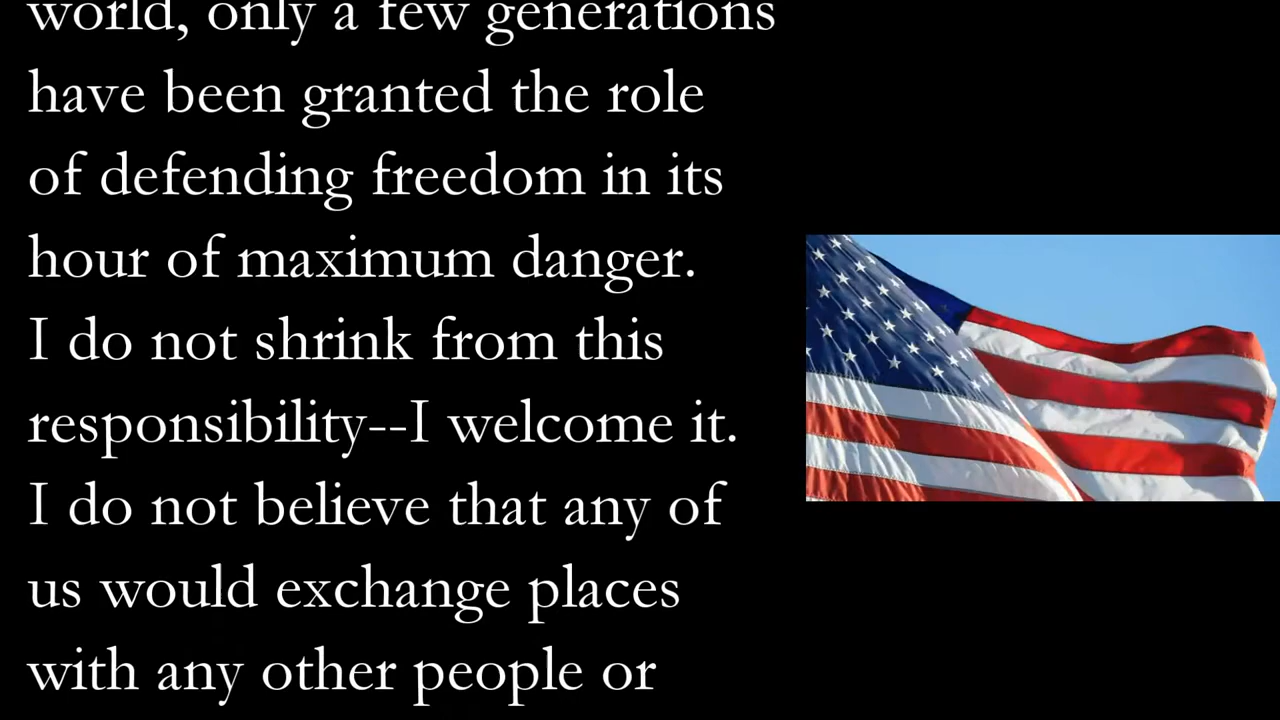 world, only a few generations
have been granted the role
of defending freedom in its
hour of maximum danger.
I do not shrink from this
responsibility--I welcome it.
I do not believe that any of
us would exchange places
with any other people or